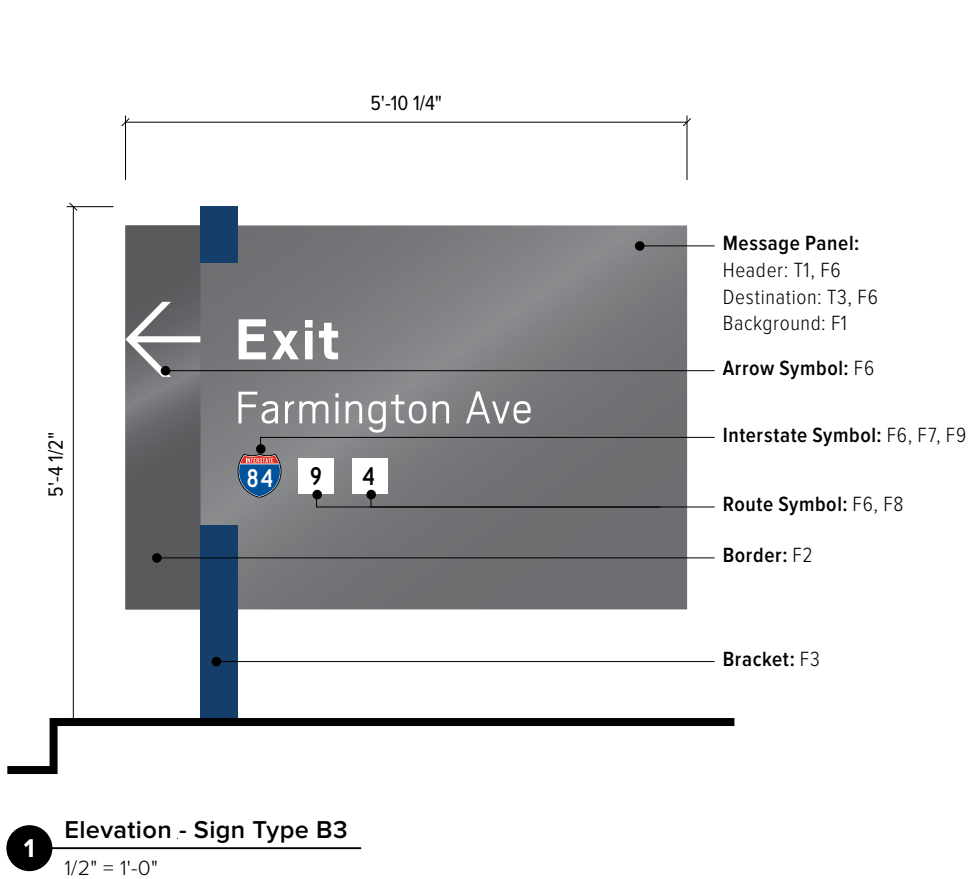 5'-10 1/4"
5'-4 1/2"
Exit
Farmington Ave
INTERSTATE
84
9
4
Message Panel:
Header: T1, F6
Destination: T3, F6
Background: F1
Arrow Symbol: F6
Interstate Symbol: F6, F7, F9
Route Symbol: F6, F8
Border: F2
Bracket: F3
1
Elevation - Sign Type B3
1/2" = 1'-0"